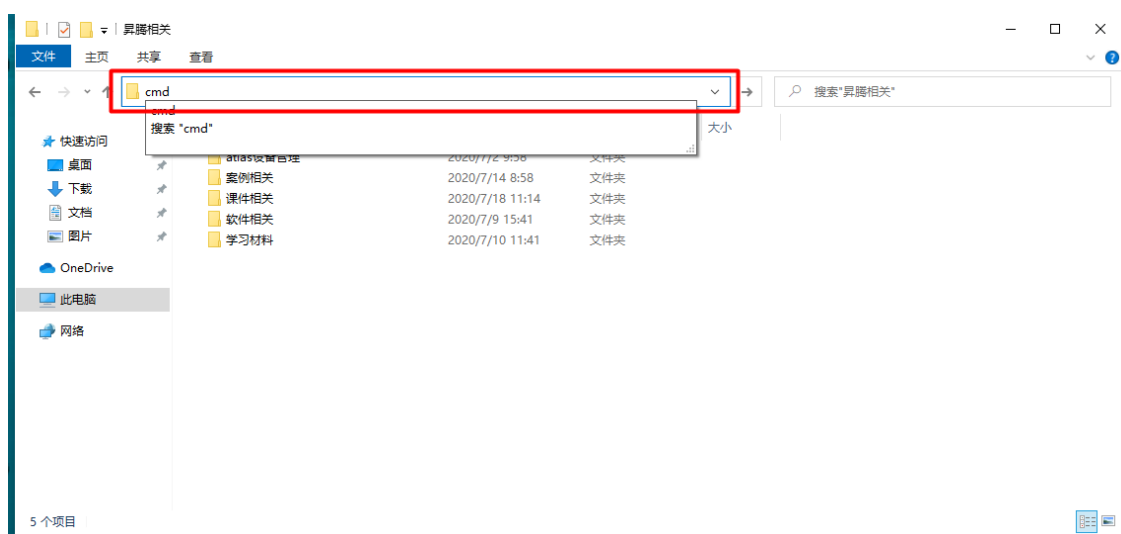 昇腾相关
文件 主页 共享 查看
cmd 搜索"昇腾相关"
cmd
搜索 "cmd"
大小
快速访问
桌面
下载
文档
图片
OneDrive
此电脑
网络
atlas设备管理 2020/7/2 9:58 文件夹
案例相关 2020/7/14 8:58 文件夹
课件相关 2020/7/18 11:14 文件夹
软件相关 2020/7/9 15:41 文件夹
学习材料 2020/7/10 11:41 文件夹
5 个项目